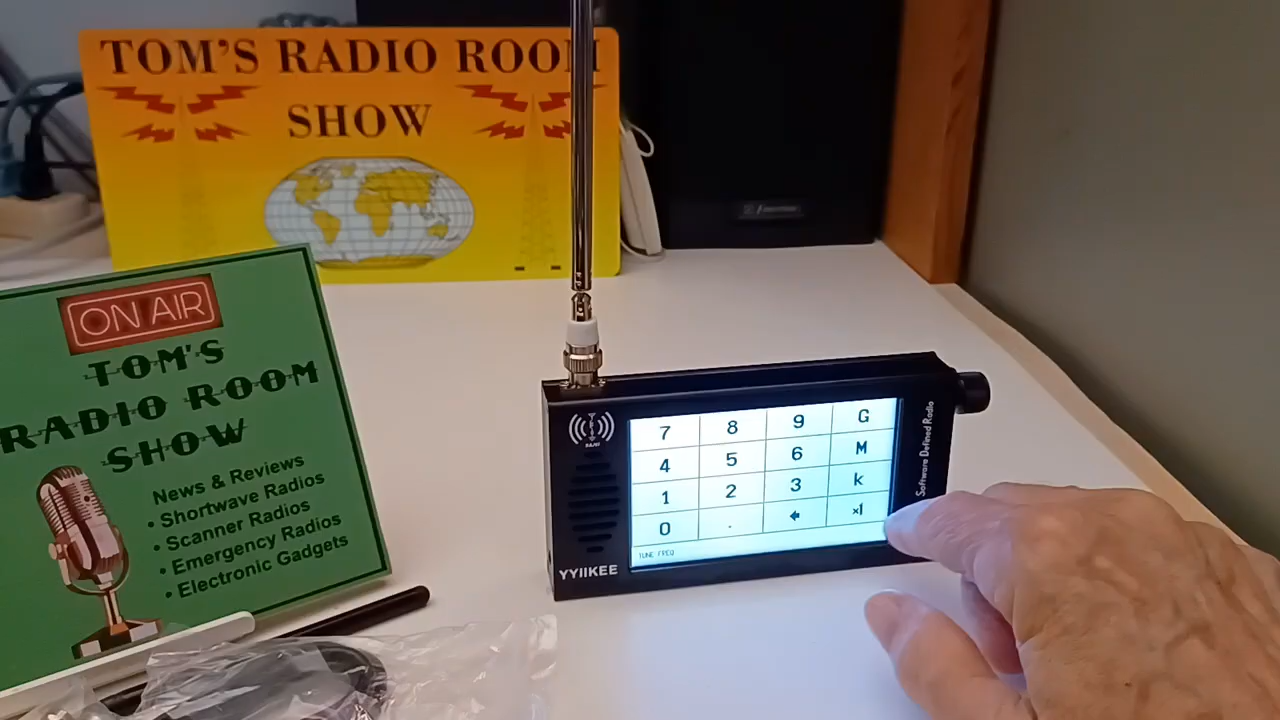 TOM'S RADIO ROOM
SHOW
ON AIR
TOM'S
RADIO ROOM
SHOW
News & Reviews
• Shortwave Radios
• Scanner Radios
• Emergency Radios
• Electronic Gadgets
7 8 9 G
4 5 6 M
1 2 3 k
0 . ← x1
TUNE FREQ
YYIIKEE
Software Defined Radio